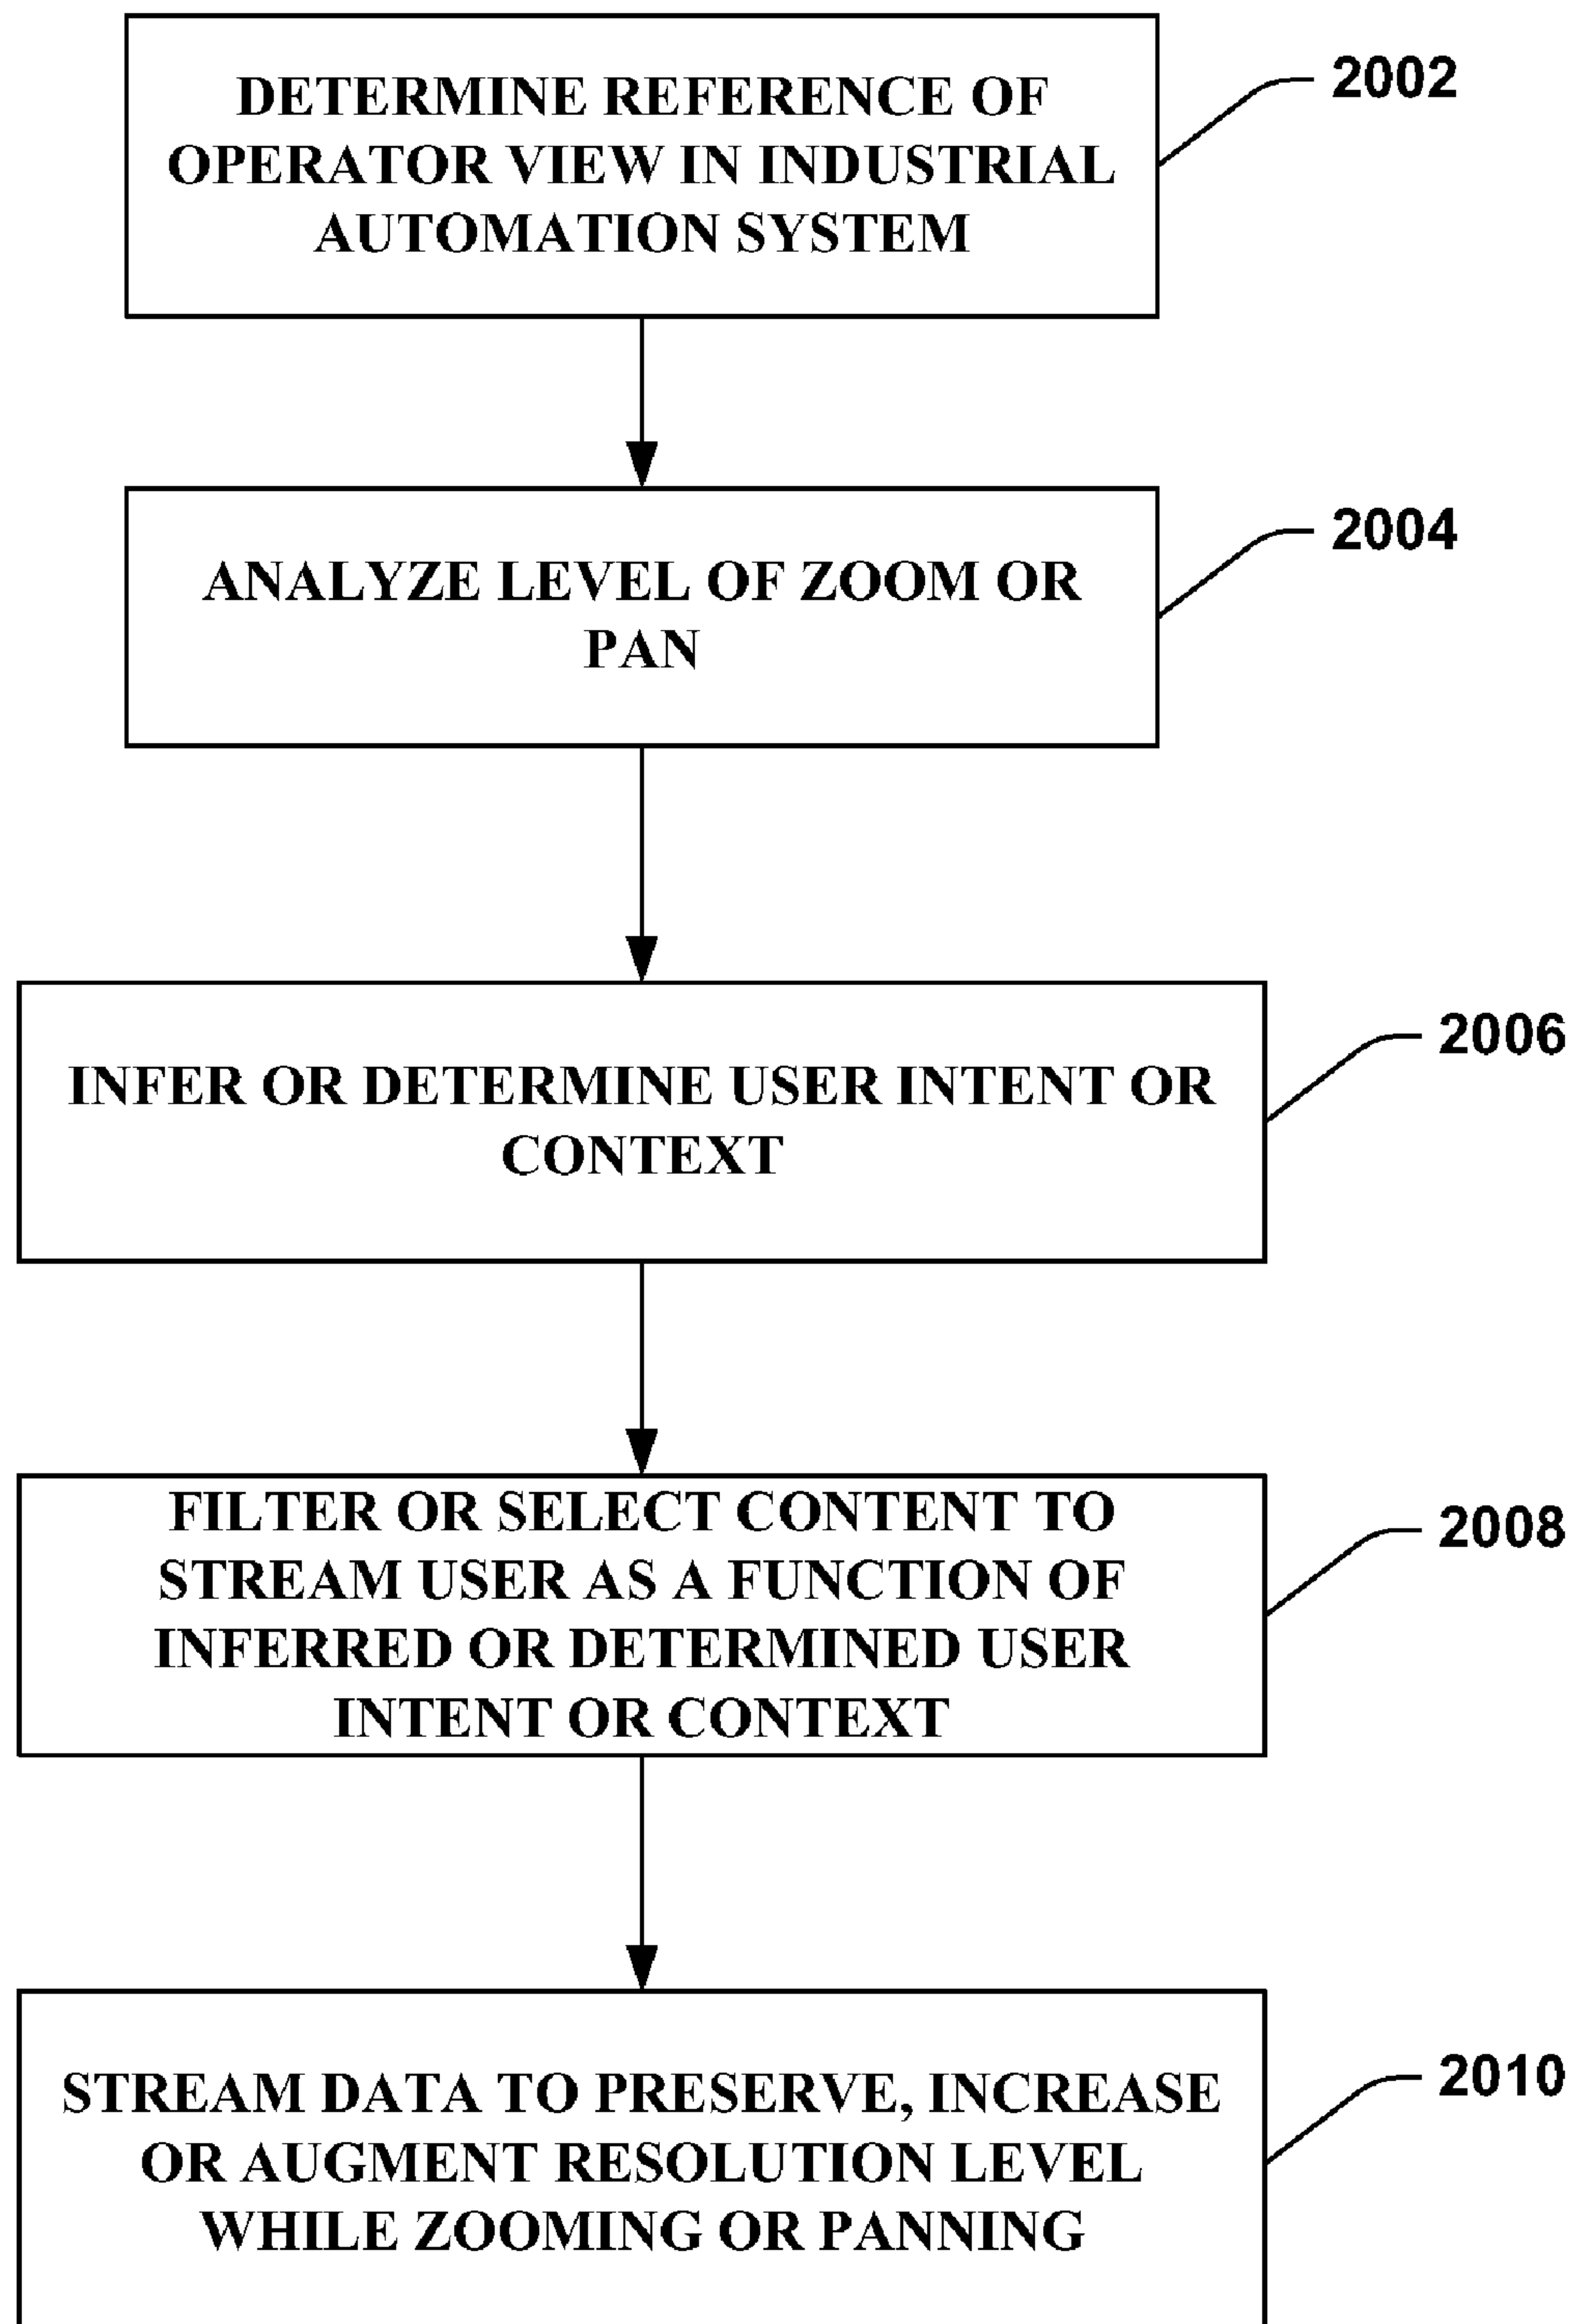 DETERMINE REFERENCE OF
OPERATOR VIEW IN INDUSTRIAL
AUTOMATION SYSTEM
2002
ANALYZE LEVEL OF ZOOM OR
PAN
2004
INFER OR DETERMINE USER INTENT OR
CONTEXT
2006
FILTER OR SELECT CONTENT TO
STREAM USER AS A FUNCTION OF
INFERRED OR DETERMINED USER
INTENT OR CONTEXT
2008
STREAM DATA TO PRESERVE, INCREASE
OR AUGMENT RESOLUTION LEVEL
WHILE ZOOMING OR PANNING
2010